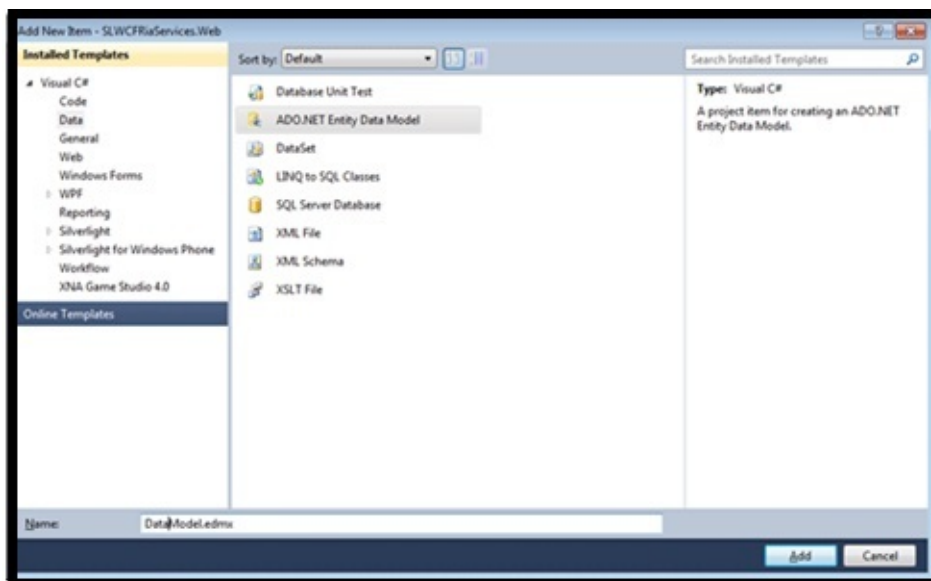 Add New Item - SLWCFRiaServices.Web
Installed Templates
Sort by: Default
Search Installed Templates
Visual C#
Code
Data
General
Web
Windows Forms
WPF
Reporting
Silverlight
Silverlight for Windows Phone
Workflow
XNA Game Studio 4.0
Online Templates
Database Unit Test
ADO.NET Entity Data Model
DataSet
LINQ to SQL Classes
SQL Server Database
XML File
XML Schema
XSLT File
Type: Visual C#
A project item for creating an ADO.NET
Entity Data Model.
Name: DataModel.edmx
Add Cancel